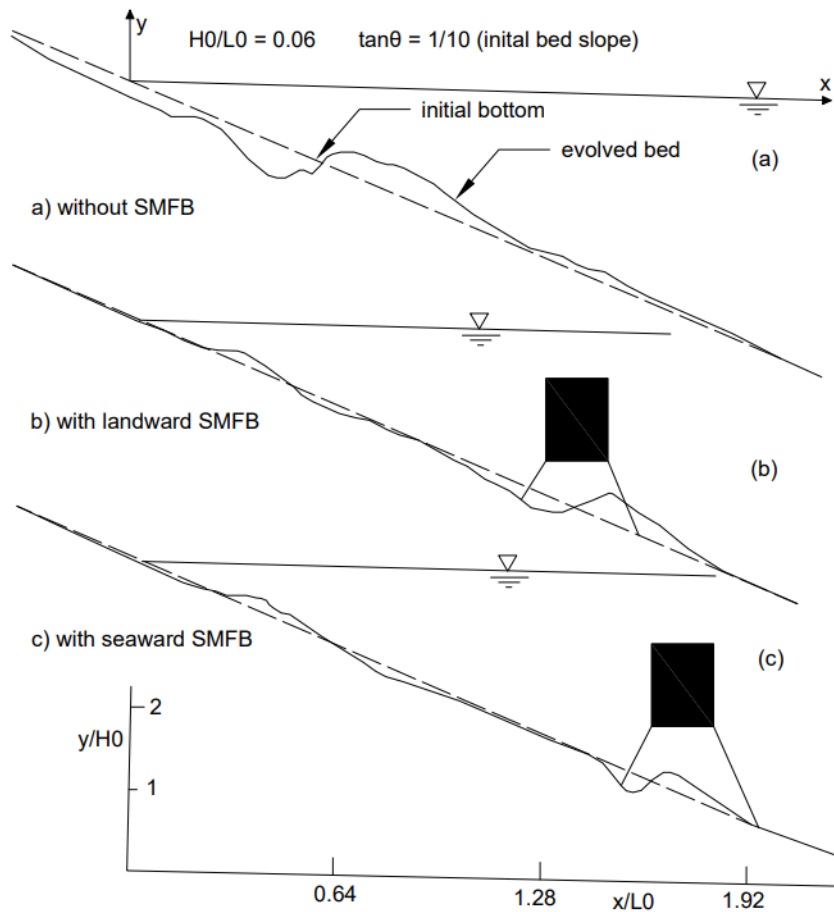 y
H0/L0 = 0.06 tanθ = 1/10 (inital bed slope)
x
initial bottom
evolved bed
(a)
a) without SMFB
b) with landward SMFB
(b)
c) with seaward SMFB
(c)
2
y/H0
1
0.64 1.28 x/L0 1.92